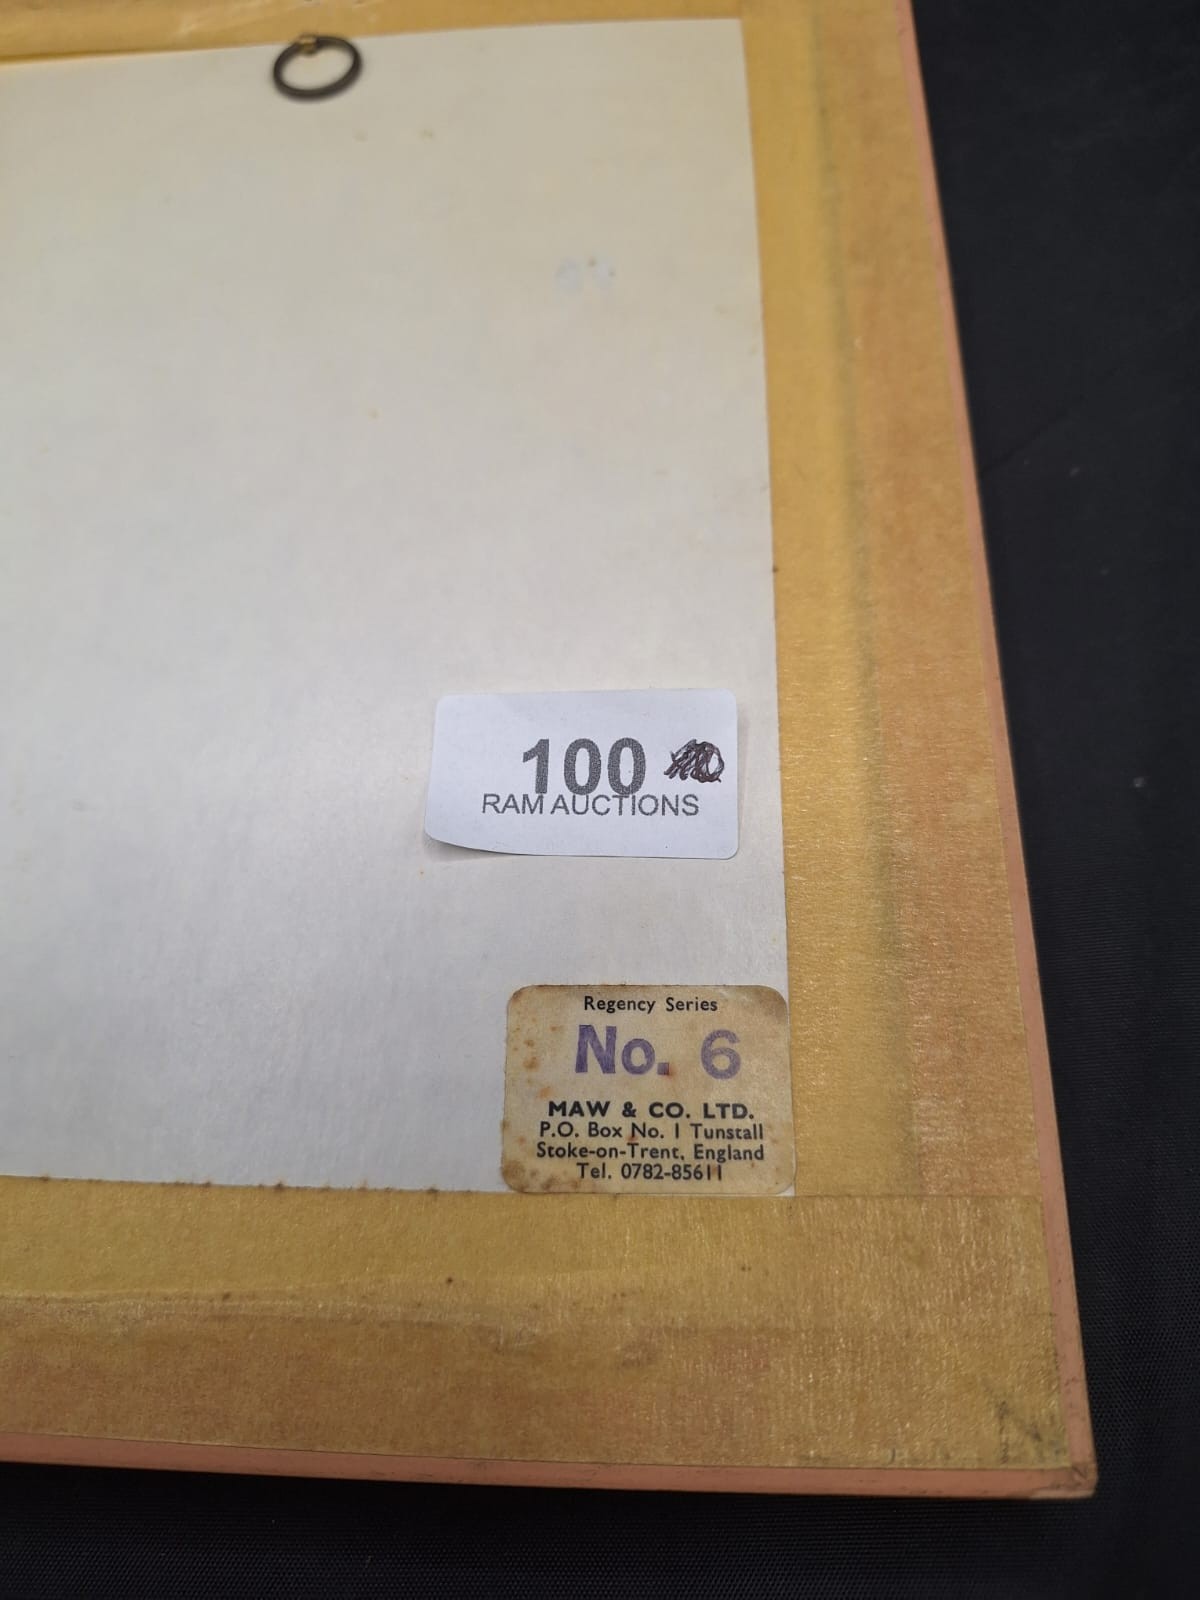 100
RAM AUCTIONS
Regency Series
No. 6
MAW & CO. LTD.
P.O. Box No. 1 Tunstall
Stoke-on-Trent, England
Tel. 0782-85611